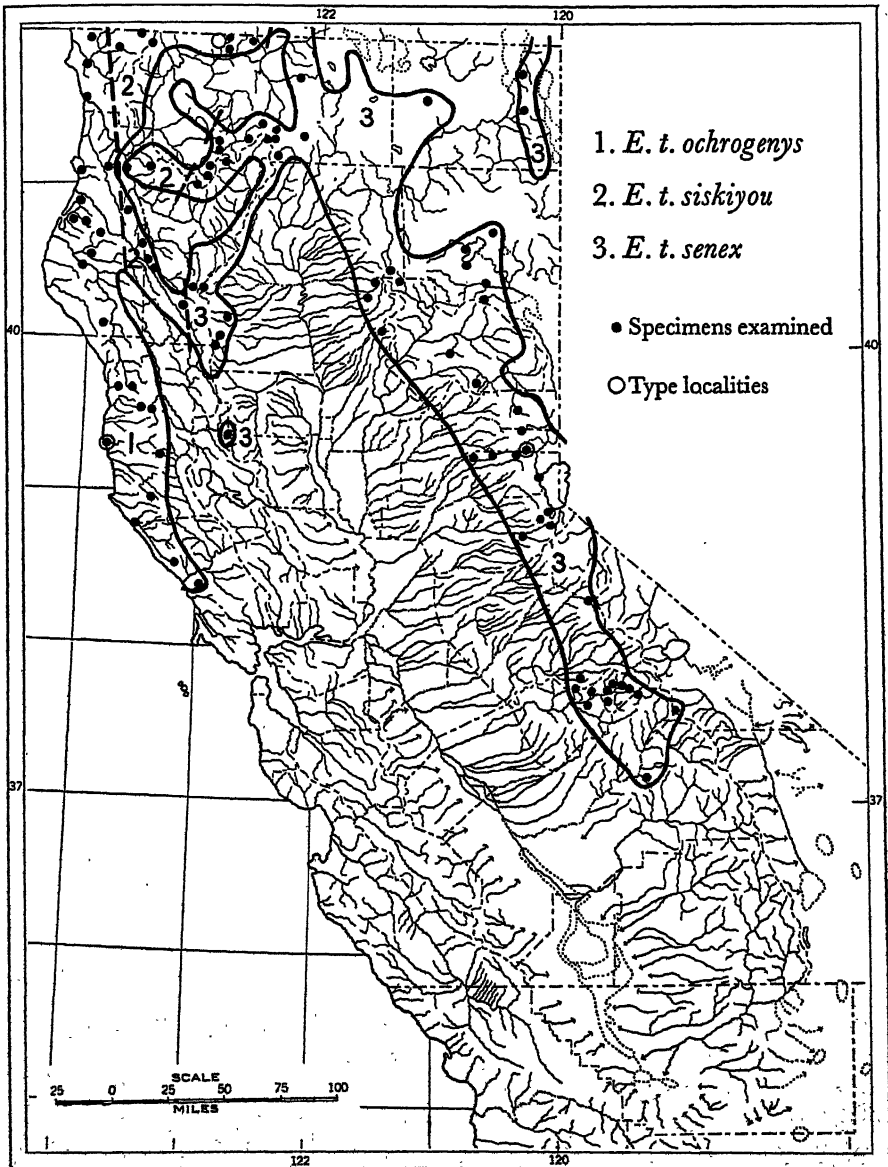 122 120
2
3
3
2
1. E. t. ochrogenys
2. E. t. siskiyou
3. E. t. senex
2
3
40 40
● Specimens examined
○ Type localities
1 3
3
37 37
SCALE
25 0 25 50 75 100
MILES
122 120